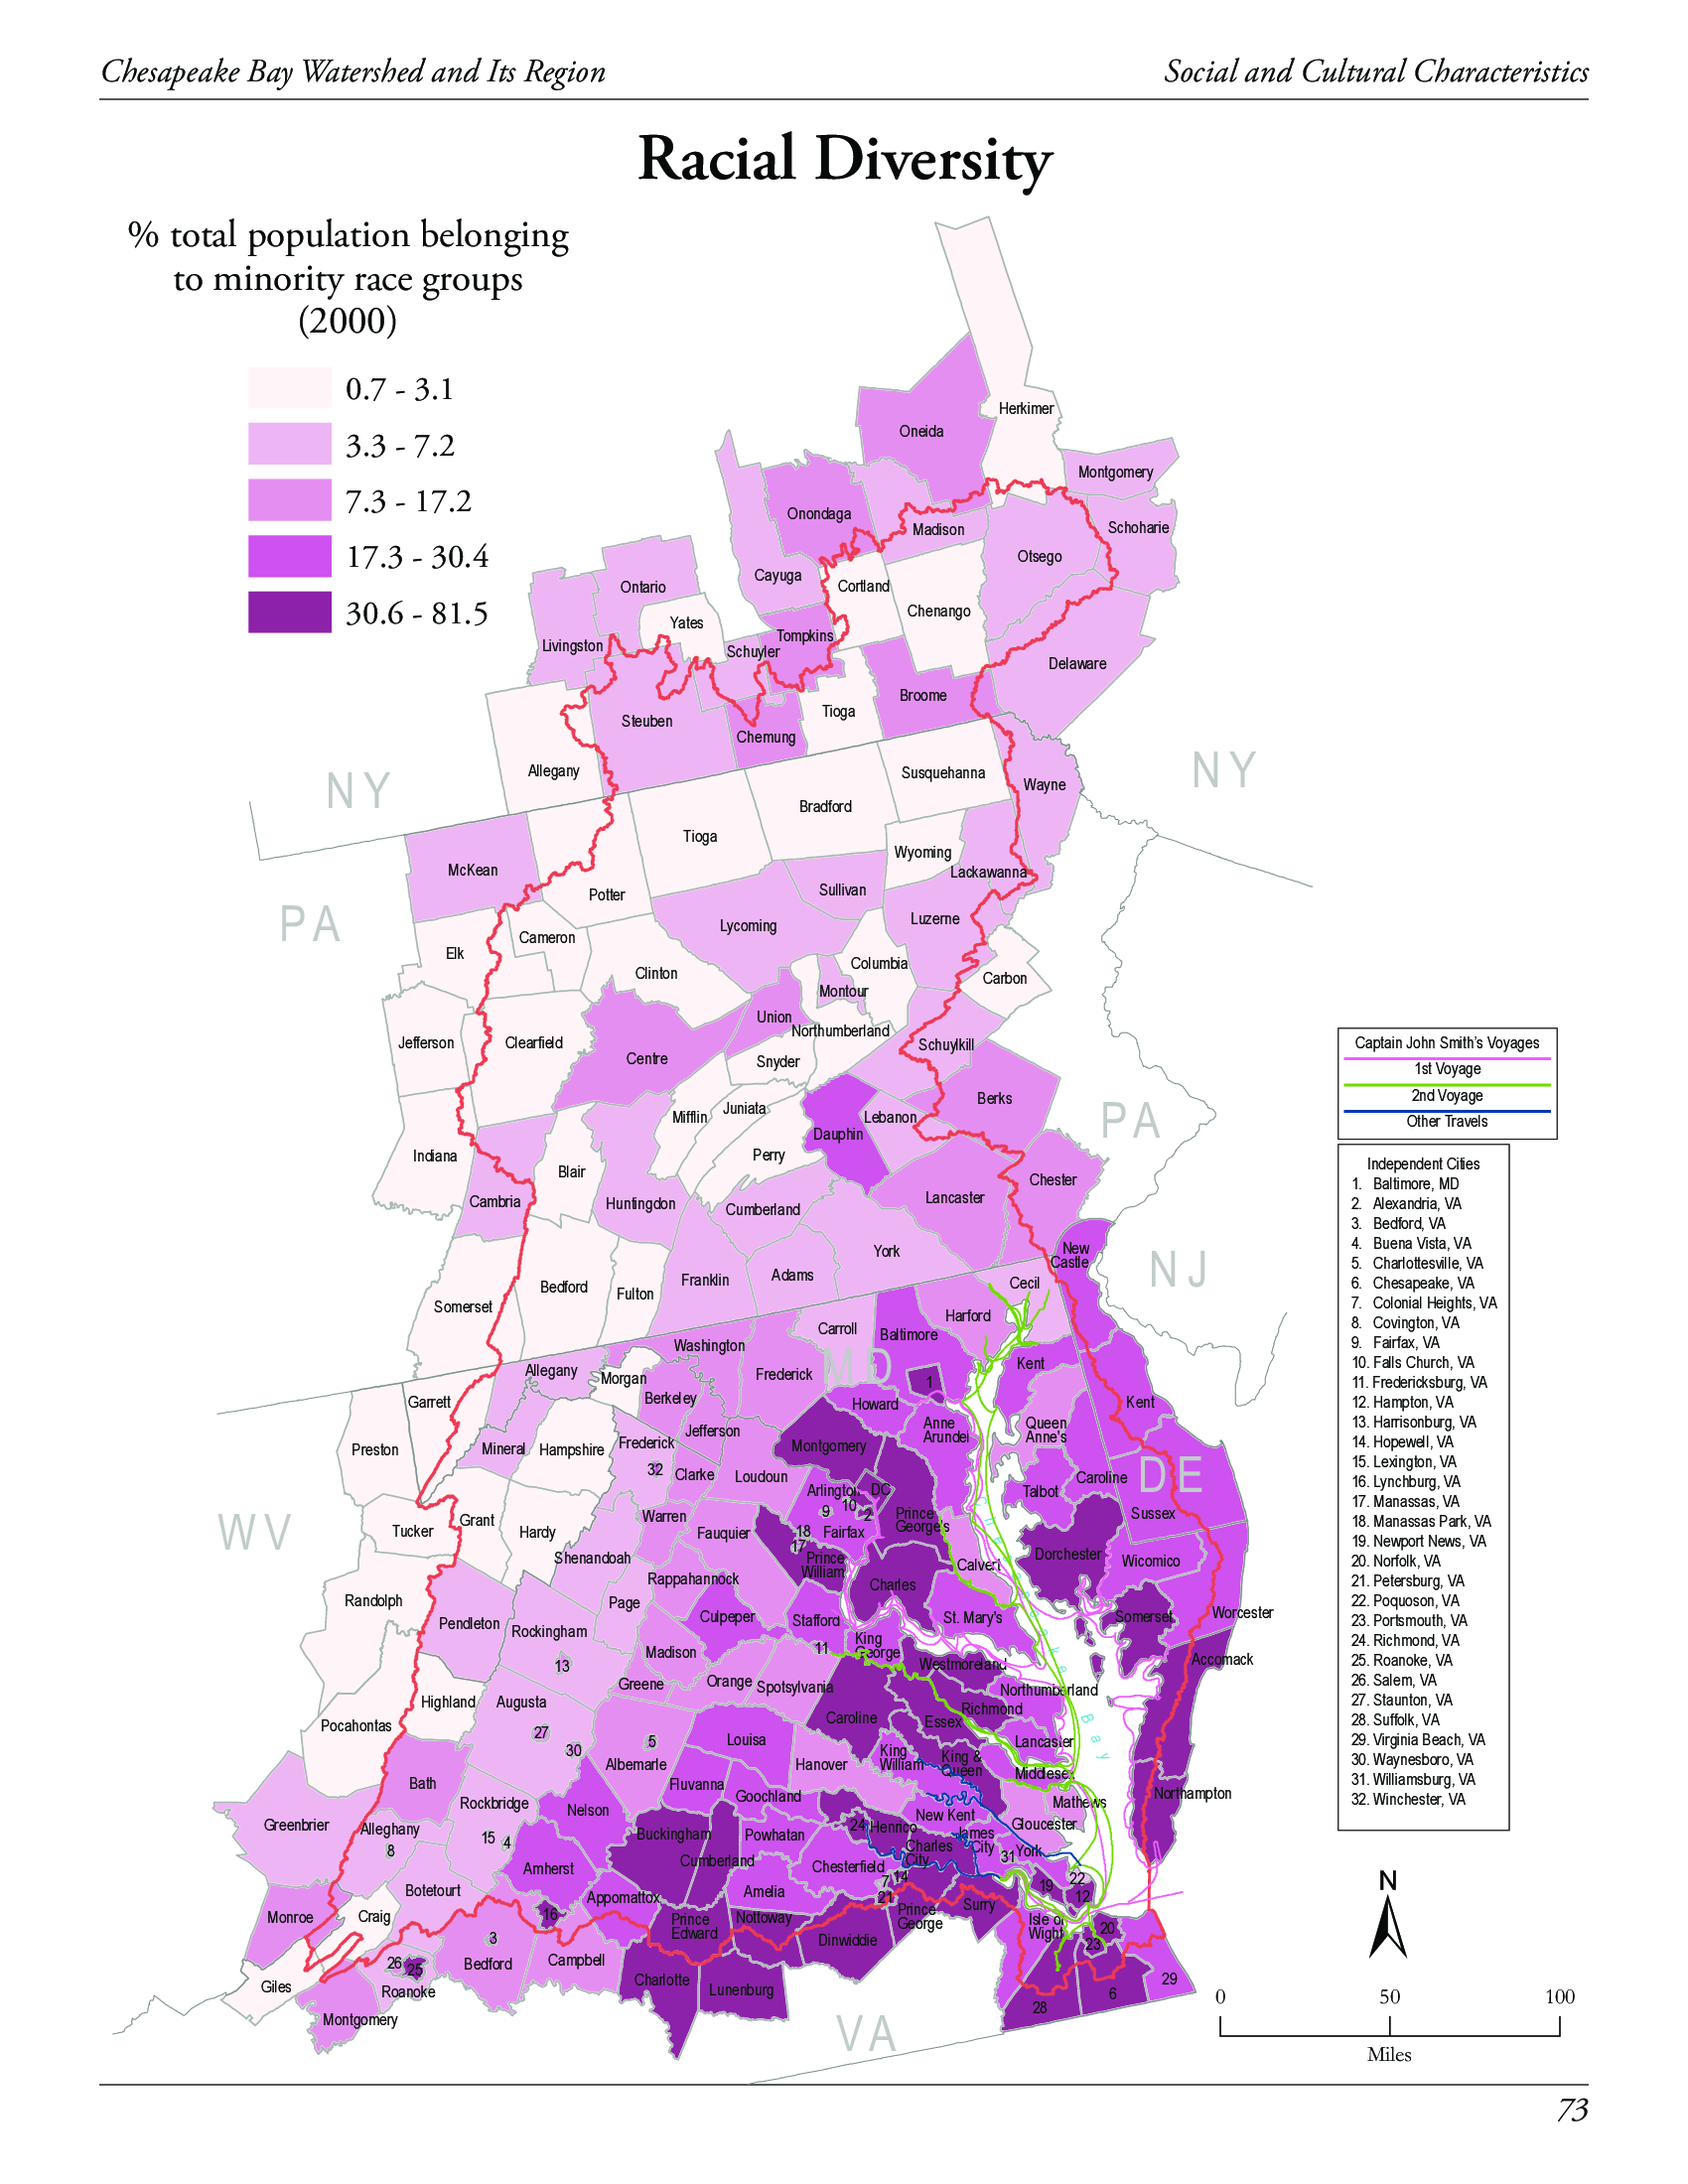 Chesapeake Bay Watershed and Its Region
Social and Cultural Characteristics
Racial Diversity
% total population belonging
to minority race groups
(2000)
0.7 - 3.1
3.3 - 7.2
7.3 - 17.2
17.3 - 30.4
30.6 - 81.5
Herkimer
Oneida
Montgomery
Onondaga
Madison
Schoharie
Otsego
Cayuga
Cortland
Ontario
Chenango
Yates
Tompkins
Livingston
Schuyler
Delaware
Broome
Tioga
Steuben
Chemung
Allegany
NY
NY
Susquehanna
Wayne
Bradford
Tioga
Wyoming
McKean
Lackawanna
Sullivan
Potter
PA
Luzerne
Lycoming
Cameron
Elk
Columbia
Clinton
Carbon
Montour
Union
Northumberland
Jefferson
Clearfield
Schuylkill
Centre
Snyder
Berks
Juniata
Mifflin
Lebanon
PA
Dauphin
Indiana
Perry
Blair
Chester
Lancaster
Cambria
Huntingdon
Cumberland
York
New
Castle
NJ
Adams
Franklin
Cecil
Bedford
Fulton
Somerset
Harford
Carroll
Baltimore
Washington
MD
Kent
Allegany
Frederick
Morgan
1
Berkeley
Garrett
Kent
Howard
Anne
Arundel
Queen
Anne's
Jefferson
Frederick
Montgomery
Mineral
Hampshire
Preston
32
Clarke
Loudoun
Caroline
DE
Arlington
DC
Talbot
10
9
2
Prince
George's
Sussex
Warren
Grant
WV
Tucker
Hardy
Fauquier
18
Fairfax
17
Shenandoah
Prince
William
Calvert
Dorchester
Wicomico
Rappahannock
Charles
Randolph
Page
Culpeper
Stafford
St. Mary's
Somerset
Worcester
Pendleton
Rockingham
Madison
11
King
George
Chesapeake Bay
Accomack
13
Westmoreland
Greene
Orange
Spotsylvania
Northumberland
Highland
Augusta
Richmond
Caroline
Essex
Pocahontas
27
30
5
Louisa
Lancaster
Albemarle
Hanover
King
William
King &
Queen
Middlesex
Bath
Fluvanna
Goochland
Northampton
Rockbridge
Nelson
Mathews
New Kent
Gloucester
Greenbrier
Alleghany
15
4
Buckingham
Powhatan
24
Henrico
James
City
Charles
City
8
Cumberland
31
York
Amherst
Chesterfield
7
14
22
Botetourt
Appomattox
Amelia
21
19
12
Monroe
Craig
16
Prince
Edward
Nottoway
Prince
George
Surry
Isle of
Wight
20
3
Dinwiddie
23
26
25
Bedford
Campbell
Giles
Roanoke
Charlotte
Lunenburg
29
6
28
Montgomery
VA
Captain John Smith's Voyages
1st Voyage
2nd Voyage
Other Travels
Independent Cities
1. Baltimore, MD
2. Alexandria, VA
3. Bedford, VA
4. Buena Vista, VA
5. Charlottesville, VA
6. Chesapeake, VA
7. Colonial Heights, VA
8. Covington, VA
9. Fairfax, VA
10. Falls Church, VA
11. Fredericksburg, VA
12. Hampton, VA
13. Harrisonburg, VA
14. Hopewell, VA
15. Lexington, VA
16. Lynchburg, VA
17. Manassas, VA
18. Manassas Park, VA
19. Newport News, VA
20. Norfolk, VA
21. Petersburg, VA
22. Poquoson, VA
23. Portsmouth, VA
24. Richmond, VA
25. Roanoke, VA
26. Salem, VA
27. Staunton, VA
28. Suffolk, VA
29. Virginia Beach, VA
30. Waynesboro, VA
31. Williamsburg, VA
32. Winchester, VA
N
0 50 100
Miles
73